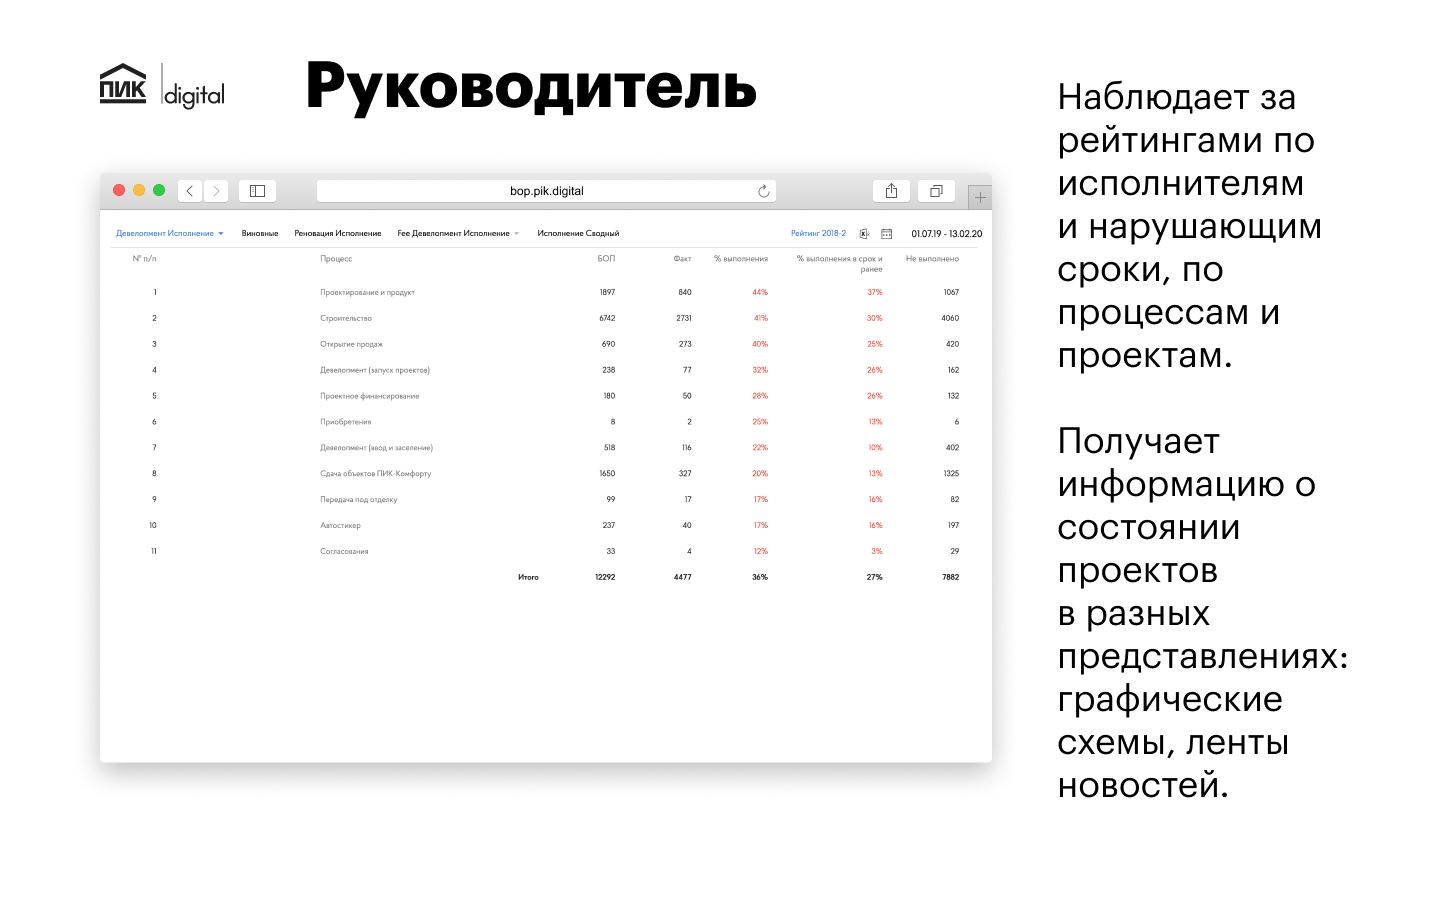 ПИК digital
Руководитель
bop.pik.digital
Девелопмент Исполнение Виновные Реновация Исполнение Fee Девелопмент Исполнение Исполнение Сводный Рейтинг 2018-2 01.07.19 - 13.02.20
№ п/п Процесс БОП Факт % выполнения % выполнения в срок и ранее Не выполнено
1 Проектирование и продукт 1897 840 44% 37% 1067
2 Строительство 6742 2731 41% 30% 4060
3 Открытие продаж 690 273 40% 25% 420
4 Девелопмент (запуск проектов) 238 77 32% 26% 162
5 Проектное финансирование 180 50 28% 26% 132
6 Приобретения 8 2 25% 13% 6
7 Девелопмент (ввод и заселение) 518 116 22% 10% 402
8 Сдача объектов ПИК-Комфорту 1650 327 20% 13% 1325
9 Передача под отделку 99 17 17% 16% 82
10 Автостикер 237 40 17% 16% 197
11 Согласования 33 4 12% 3% 29
Итого 12292 4477 36% 27% 7882
Наблюдает за
рейтингами по
исполнителям
и нарушающим
сроки, по
процессам и
проектам.
Получает
информацию о
состоянии
проектов
в разных
представлениях:
графические
схемы, ленты
новостей.